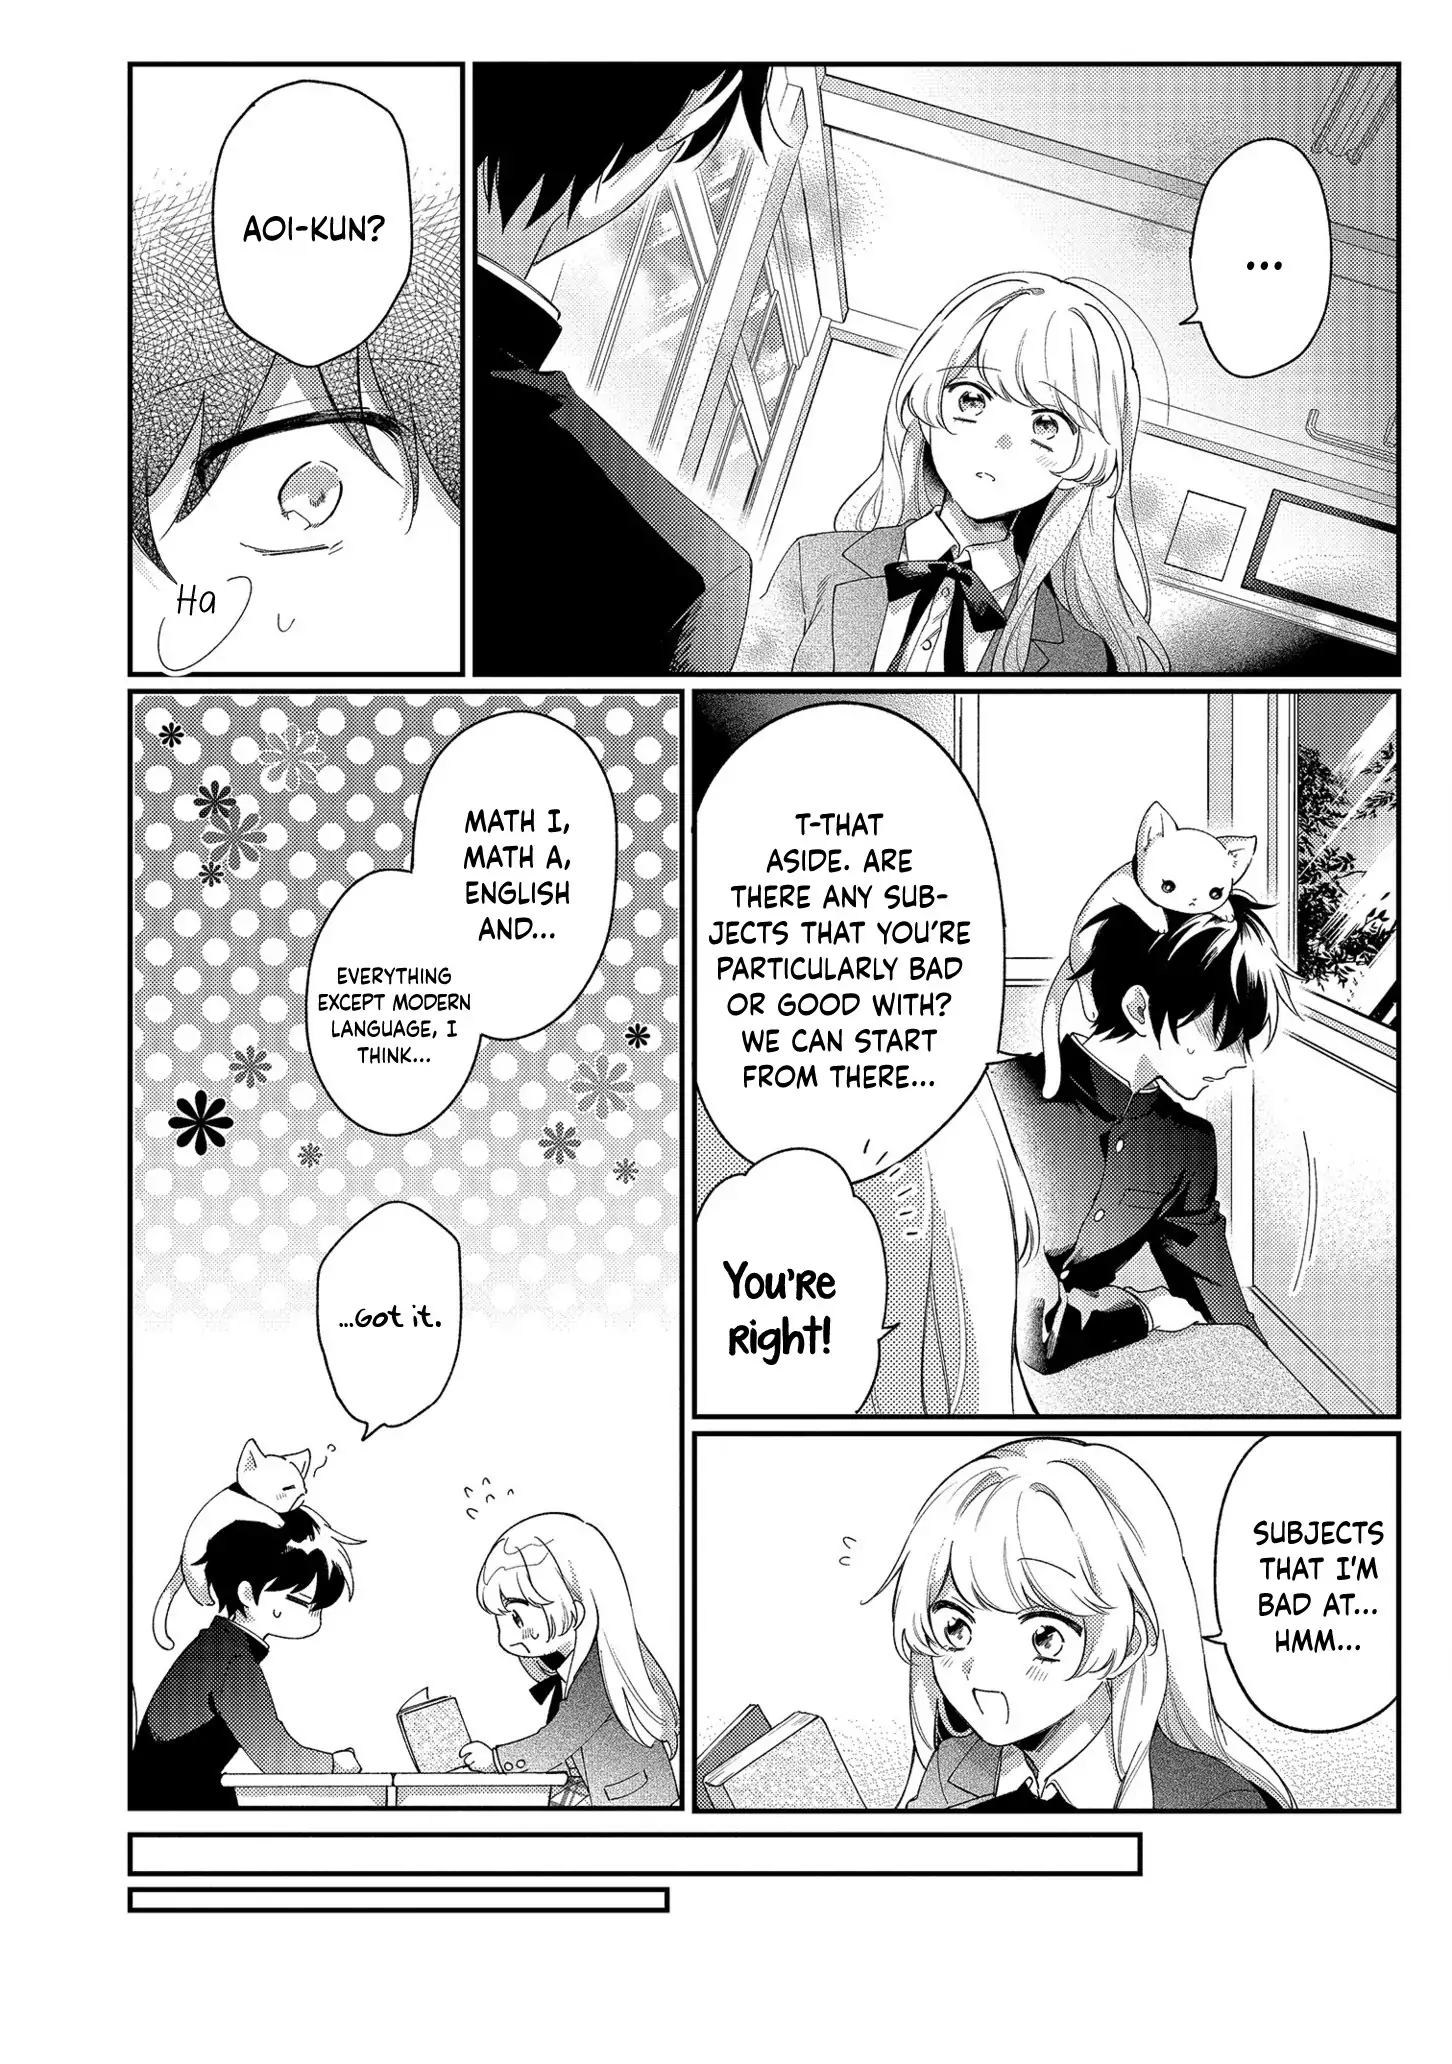 ...
AOI-KUN?
Ha
T-THAT
ASIDE. ARE
THERE ANY SUB-
JECTS THAT YOU'RE
PARTICULARLY BAD
OR GOOD WITH?
WE CAN START
FROM THERE...
YOU'RE
RIGHT!
SUBJECTS
THAT I'M
BAD AT...
HMM...
MATH I,
MATH A,
ENGLISH
AND...
EVERYTHING
EXCEPT MODERN
LANGUAGE, I
THINK...
...Got it.